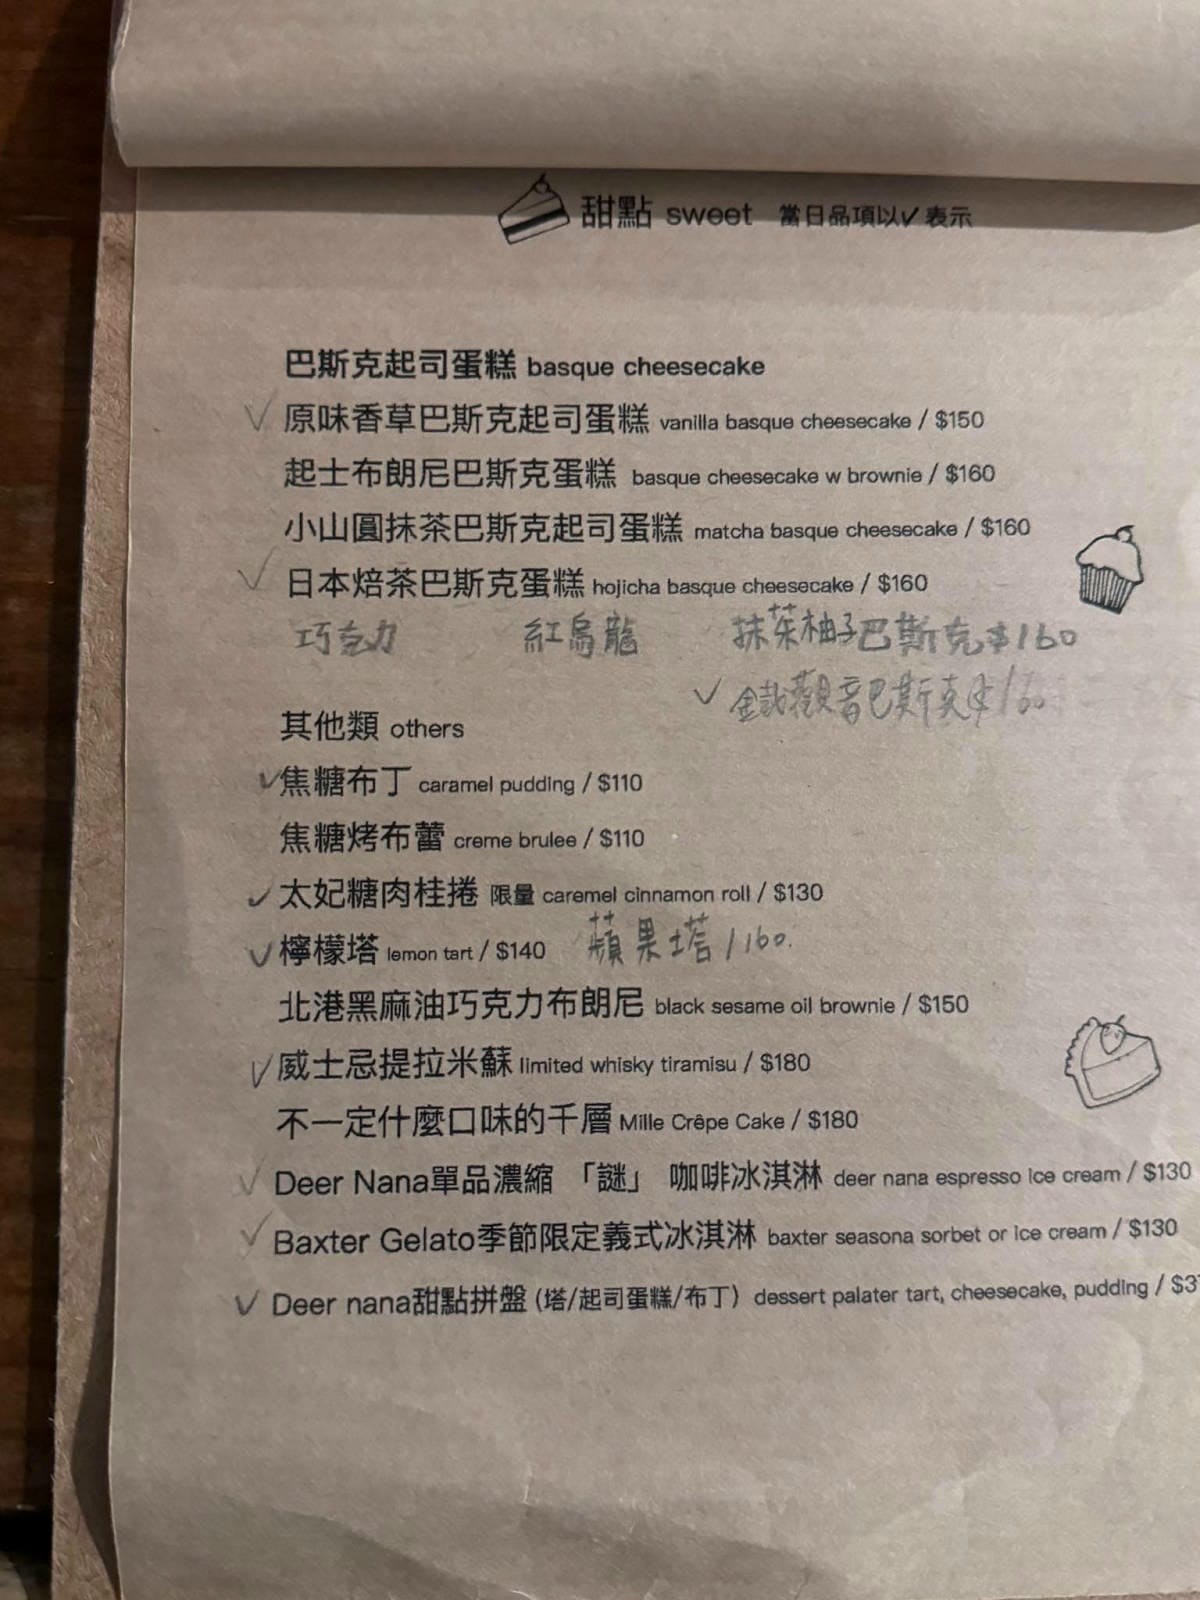 甜點 sweet 當日品項以✓表示
巴斯克起司蛋糕 basque cheesecake
✓ 原味香草巴斯克起司蛋糕 vanilla basque cheesecake / $150
起士布朗尼巴斯克蛋糕 basque cheesecake w brownie / $160
小山圓抹茶巴斯克起司蛋糕 matcha basque cheesecake / $160
✓ 日本焙茶巴斯克蛋糕 hojicha basque cheesecake / $160
巧克力 紅烏龍 抹茶柚子巴斯克$160
✓ 鐵觀音巴斯克$160
其他類 others
✓ 焦糖布丁 caramel pudding / $110
焦糖烤布蕾 creme brulee / $110
✓ 太妃糖肉桂捲 限量 caremel cinnamon roll / $130
✓ 檸檬塔 lemon tart / $140 蘋果塔 / 160.
北港黑麻油巧克力布朗尼 black sesame oil brownie / $150
✓ 威士忌提拉米蘇 limited whisky tiramisu / $180
不一定什麼口味的千層 Mille Crêpe Cake / $180
✓ Deer Nana單品濃縮 「謎」 咖啡冰淇淋 deer nana espresso ice cream / $130
✓ Baxter Gelato季節限定義式冰淇淋 baxter seasona sorbet or ice cream / $130
✓ Deer nana甜點拼盤 (塔/起司蛋糕/布丁) dessert palater tart, cheesecake, pudding / $3